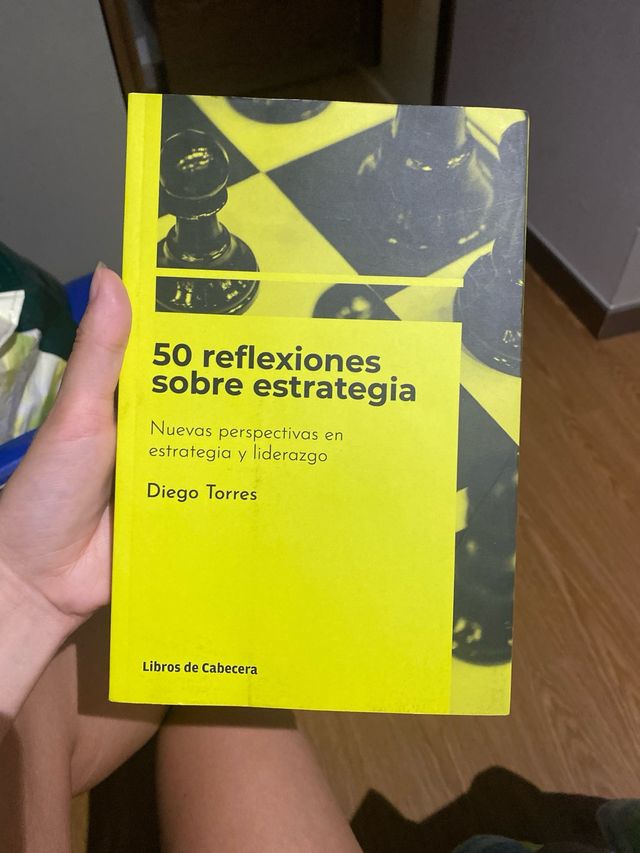 50 reflexiones
sobre estrategia
Nuevas perspectivas en
estrategia y liderazgo
Diego Torres
Libros de Cabecera